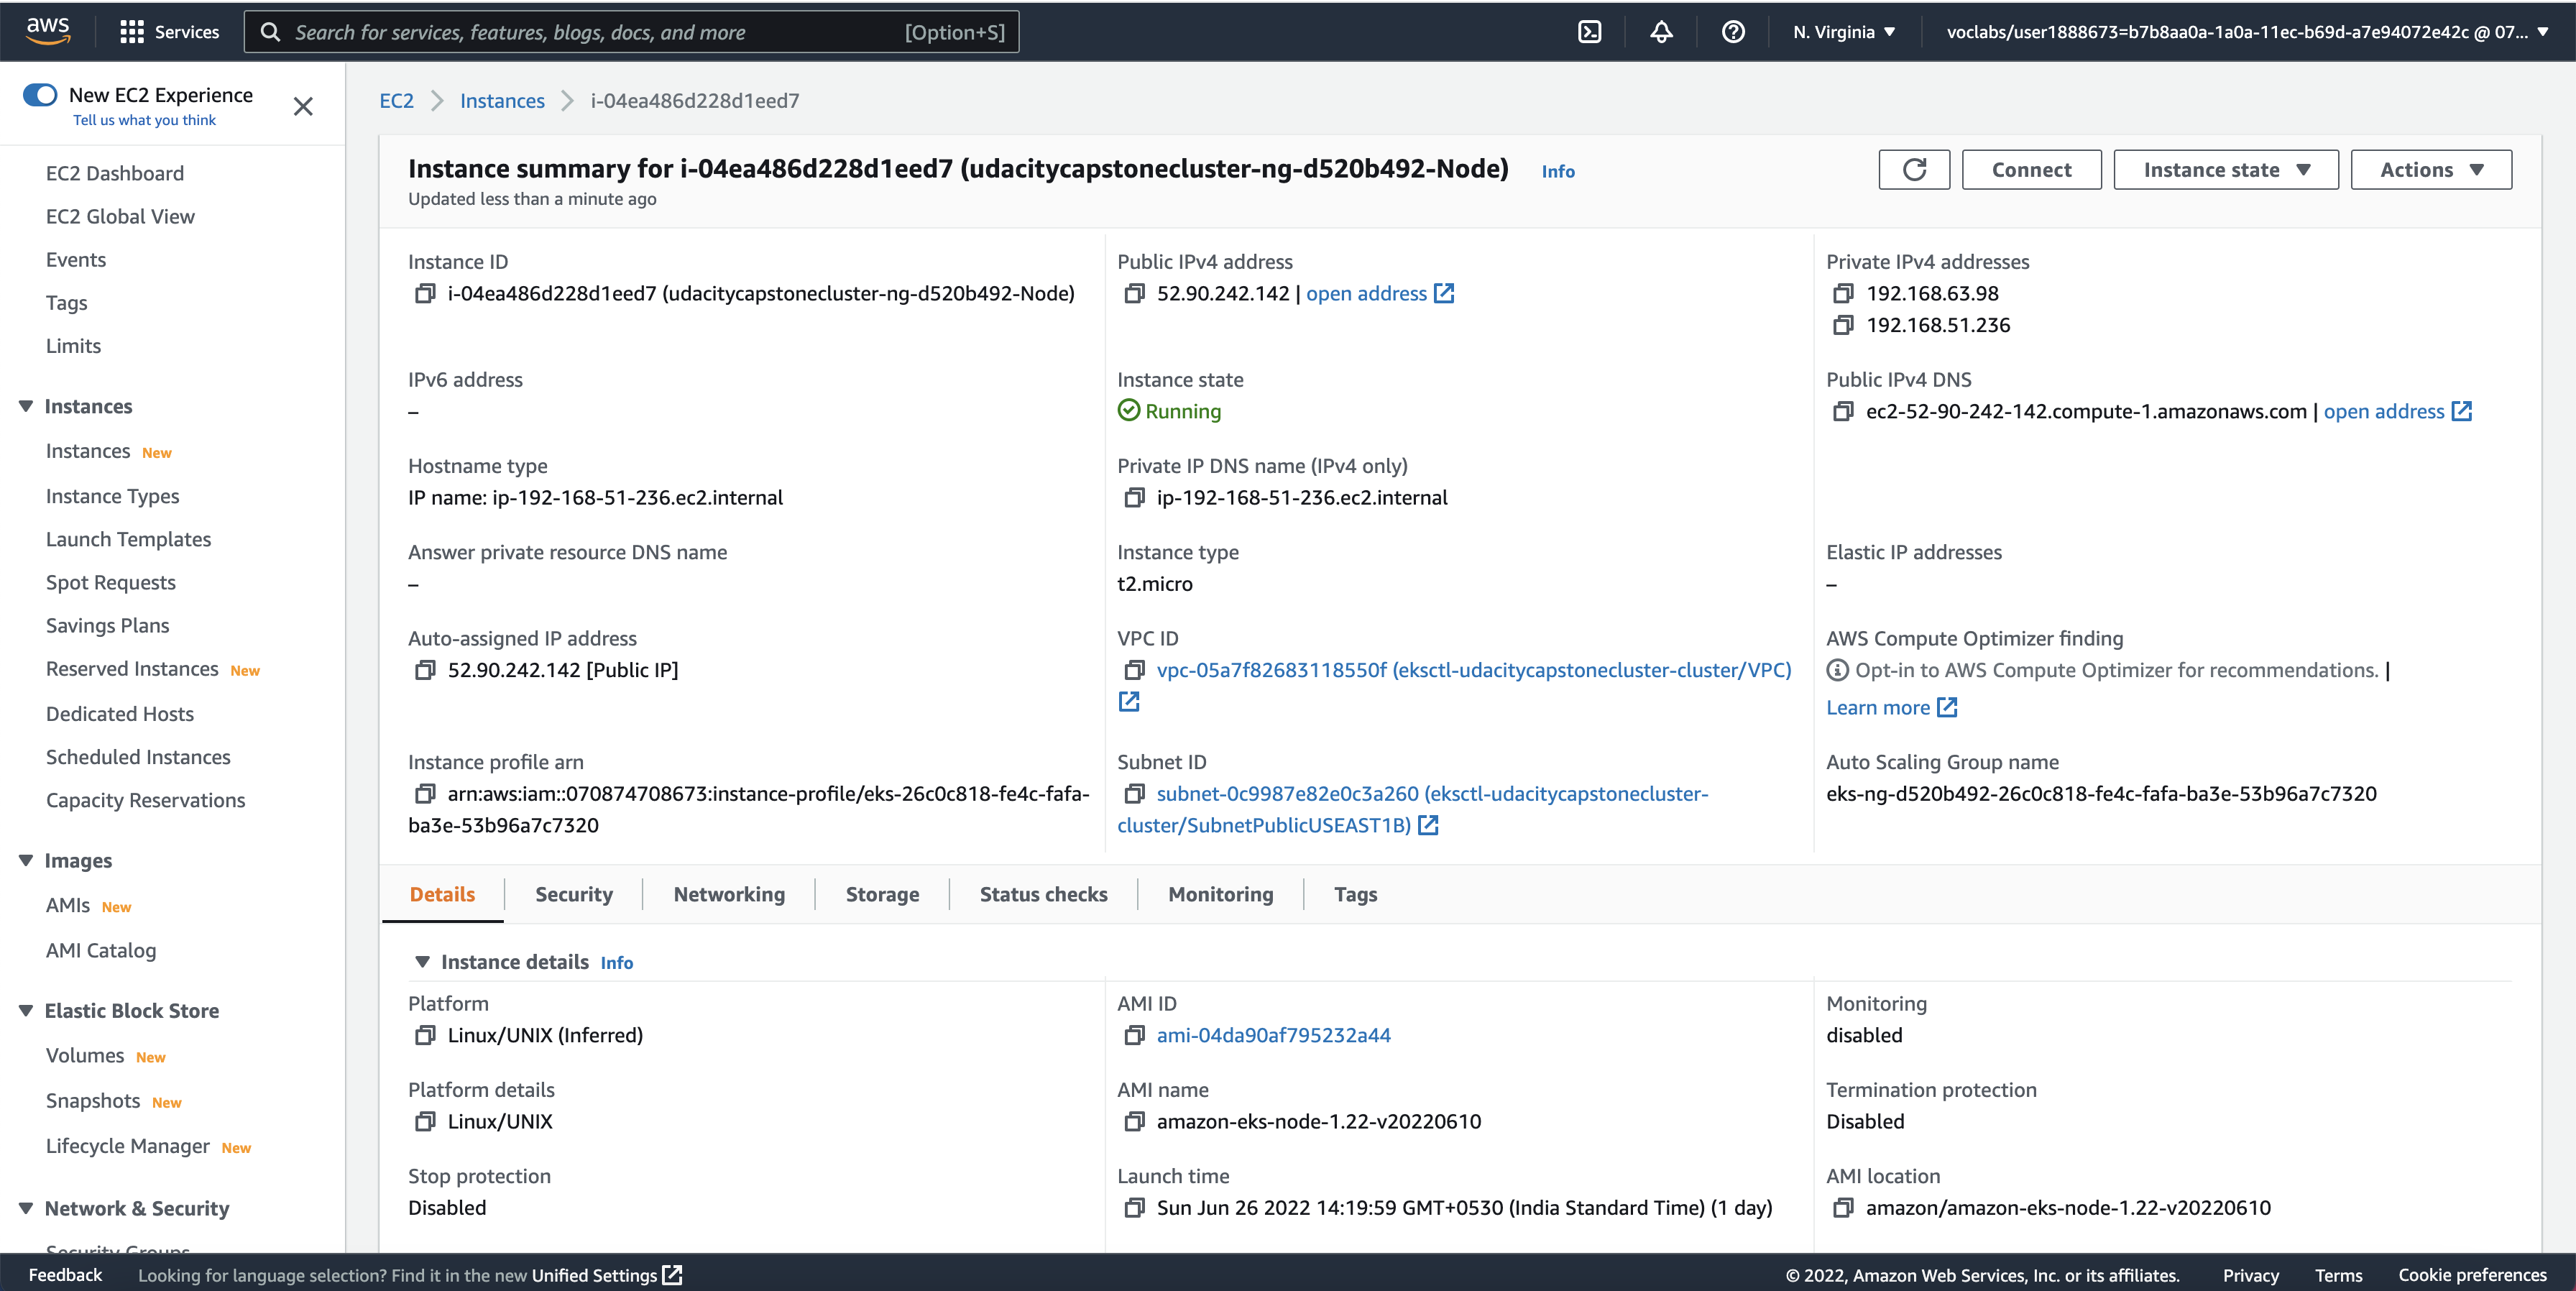 aws
Services
Search for services, features, blogs, docs, and more
[Option+S]
N. Virginia
voclabs/user1888673=b7b8aa0a-1a0a-11ec-b69d-a7e94072e42c @ 07...
New EC2 Experience
Tell us what you think
EC2 Dashboard
EC2 Global View
Events
Tags
Limits
Instances
Instances New
Instance Types
Launch Templates
Spot Requests
Savings Plans
Reserved Instances New
Dedicated Hosts
Scheduled Instances
Capacity Reservations
Images
AMIs New
AMI Catalog
Elastic Block Store
Volumes New
Snapshots New
Lifecycle Manager New
Network & Security
Security Groups
EC2
Instances
i-04ea486d228d1eed7
Instance summary for i-04ea486d228d1eed7 (udacitycapstonecluster-ng-d520b492-Node) Info
Updated less than a minute ago
Connect
Instance state
Actions
Instance ID
i-04ea486d228d1eed7 (udacitycapstonecluster-ng-d520b492-Node)
Public IPv4 address
52.90.242.142 | open address
Private IPv4 addresses
192.168.63.98
192.168.51.236
IPv6 address
–
Instance state
Running
Public IPv4 DNS
ec2-52-90-242-142.compute-1.amazonaws.com | open address
Hostname type
IP name: ip-192-168-51-236.ec2.internal
Private IP DNS name (IPv4 only)
ip-192-168-51-236.ec2.internal
Answer private resource DNS name
–
Instance type
t2.micro
Elastic IP addresses
–
Auto-assigned IP address
52.90.242.142 [Public IP]
VPC ID
vpc-05a7f82683118550f (eksctl-udacitycapstonecluster-cluster/VPC)
AWS Compute Optimizer finding
Opt-in to AWS Compute Optimizer for recommendations. |
Learn more
Instance profile arn
arn:aws:iam::070874708673:instance-profile/eks-26c0c818-fe4c-fafa-
ba3e-53b96a7c7320
Subnet ID
subnet-0c9987e82e0c3a260 (eksctl-udacitycapstonecluster-
cluster/SubnetPublicUSEAST1B)
Auto Scaling Group name
eks-ng-d520b492-26c0c818-fe4c-fafa-ba3e-53b96a7c7320
Details
Security
Networking
Storage
Status checks
Monitoring
Tags
Instance details Info
Platform
Linux/UNIX (Inferred)
AMI ID
ami-04da90af795232a44
Monitoring
disabled
Platform details
Linux/UNIX
AMI name
amazon-eks-node-1.22-v20220610
Termination protection
Disabled
Stop protection
Disabled
Launch time
Sun Jun 26 2022 14:19:59 GMT+0530 (India Standard Time) (1 day)
AMI location
amazon/amazon-eks-node-1.22-v20220610
Feedback
Looking for language selection? Find it in the new Unified Settings
© 2022, Amazon Web Services, Inc. or its affiliates.
Privacy
Terms
Cookie preferences